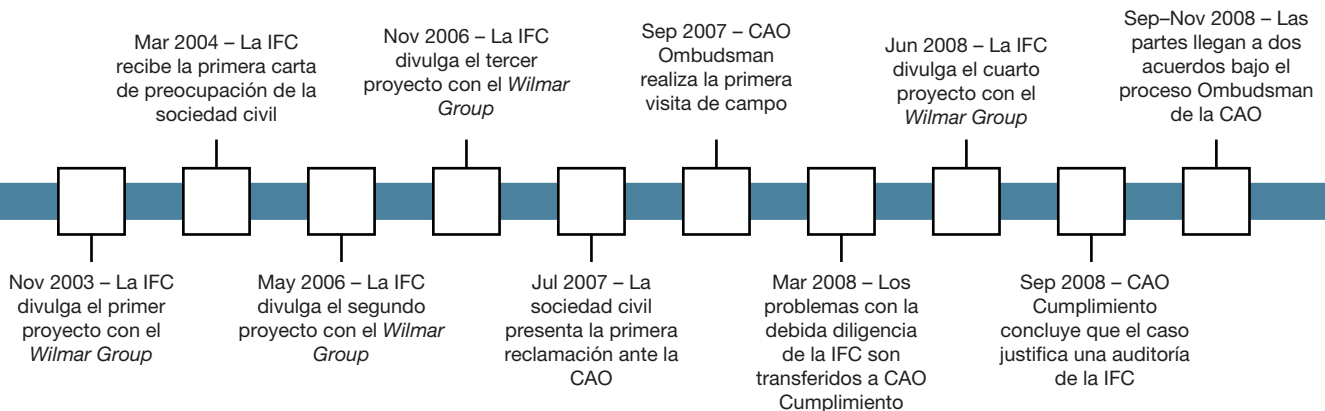 Nov 2003 – La IFC
divulga el primer
proyecto con el
Wilmar Group
Mar 2004 – La IFC
recibe la primera carta
de preocupación de la
sociedad civil
May 2006 – La IFC
divulga el segundo
proyecto con el Wilmar
Group
Nov 2006 – La IFC
divulga el tercer
proyecto con el Wilmar
Group
Jul 2007 – La
sociedad civil
presenta la primera
reclamación ante la
CAO
Sep 2007 – CAO
Ombudsman
realiza la primera
visita de campo
Mar 2008 – Los
problemas con la
debida diligencia
de la IFC son
transferidos a CAO
Cumplimiento
Jun 2008 – La IFC
divulga el cuarto
proyecto con el
Wilmar Group
Sep 2008 – CAO
Cumplimiento
concluye que el caso
justifica una auditoría
de la IFC
Sep–Nov 2008 – Las
partes llegan a dos
acuerdos bajo el
proceso Ombudsman
de la CAO